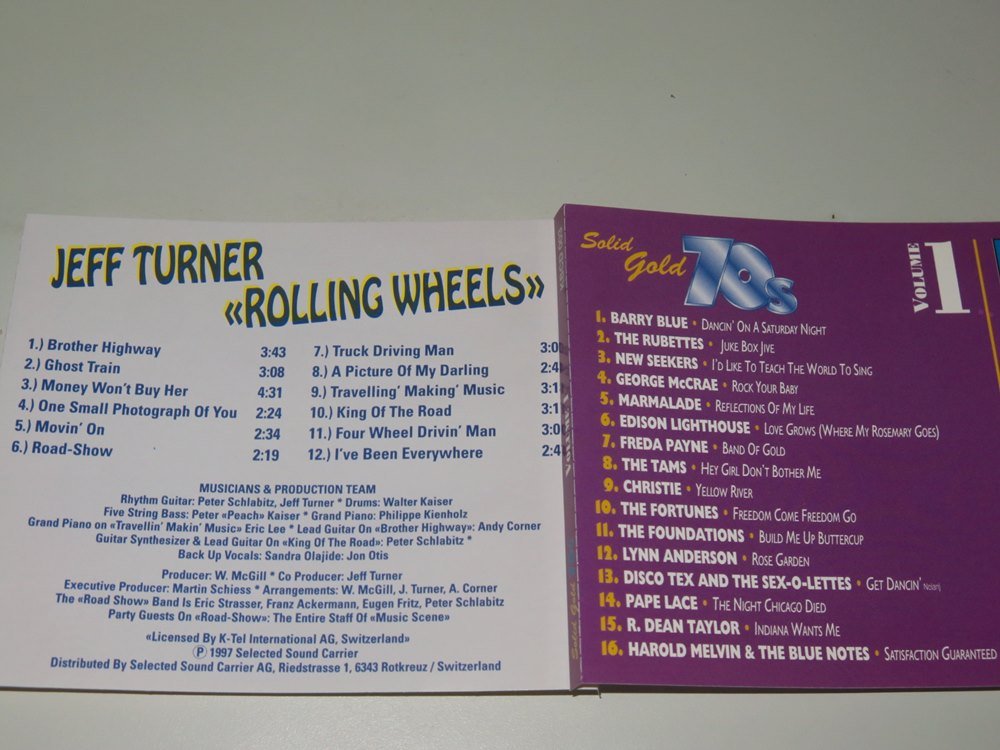 JEFF TURNER
«ROLLING WHEELS»
1.) Brother Highway 3:43
2.) Ghost Train 3:08
3.) Money Won't Buy Her 4:31
4.) One Small Photograph Of You 2:24
5.) Movin' On 2:34
6.) Road-Show 2:19
7.) Truck Driving Man
8.) A Picture Of My Darling
9.) Travelling' Making' Music
10.) King Of The Road
11.) Four Wheel Drivin' Man
12.) I've Been Everywhere
MUSICIANS & PRODUCTION TEAM
Rhythm Guitar: Peter Schlabitz, Jeff Turner * Drums: Walter Kaiser
Five String Bass: Peter «Peach» Kaiser * Grand Piano: Philippe Kienholz
Grand Piano on «Travellin' Makin' Music» Eric Lee * Lead Guitar On «Brother Highway»: Andy Corner
Guitar Synthesizer & Lead Guitar On «King Of The Road»: Peter Schlabitz *
Back Up Vocals: Sandra Olajide: Jon Otis
Producer: W. McGill * Co Producer: Jeff Turner
Executive Producer: Martin Schiess * Arrangements: W. McGill, J. Turner, A. Corner
The «Road Show» Band Is Eric Strasser, Franz Ackermann, Eugen Fritz, Peter Schlabitz
Party Guests On «Road-Show»: The Entire Staff Of «Music Scene»
«Licensed By K-Tel International AG, Switzerland»
℗ 1997 Selected Sound Carrier
Distributed By Selected Sound Carrier AG, Riedstrasse 1, 6343 Rotkreuz / Switzerland
Solid Gold 70s
VOLUME 1
1. BARRY BLUE • DANCIN' ON A SATURDAY NIGHT
2. THE RUBETTES • JUKE BOX JIVE
3. NEW SEEKERS • I'D LIKE TO TEACH THE WORLD TO SING
4. GEORGE MCCRAE • ROCK YOUR BABY
5. MARMALADE • REFLECTIONS OF MY LIFE
6. EDISON LIGHTHOUSE • LOVE GROWS (WHERE MY ROSEMARY GOES)
7. FREDA PAYNE • BAND OF GOLD
8. THE TAMS • HEY GIRL DON'T BOTHER ME
9. CHRISTIE • YELLOW RIVER
10. THE FORTUNES • FREEDOM COME FREEDOM GO
11. THE FOUNDATIONS • BUILD ME UP BUTTERCUP
12. LYNN ANDERSON • ROSE GARDEN
13. DISCO TEX AND THE SEX-O-LETTES • GET DANCIN'
14. PAPE LACE • THE NIGHT CHICAGO DIED
15. R. DEAN TAYLOR • INDIANA WANTS ME
16. HAROLD MELVIN & THE BLUE NOTES • SATISFACTION GUARANTEED
Solid Gold